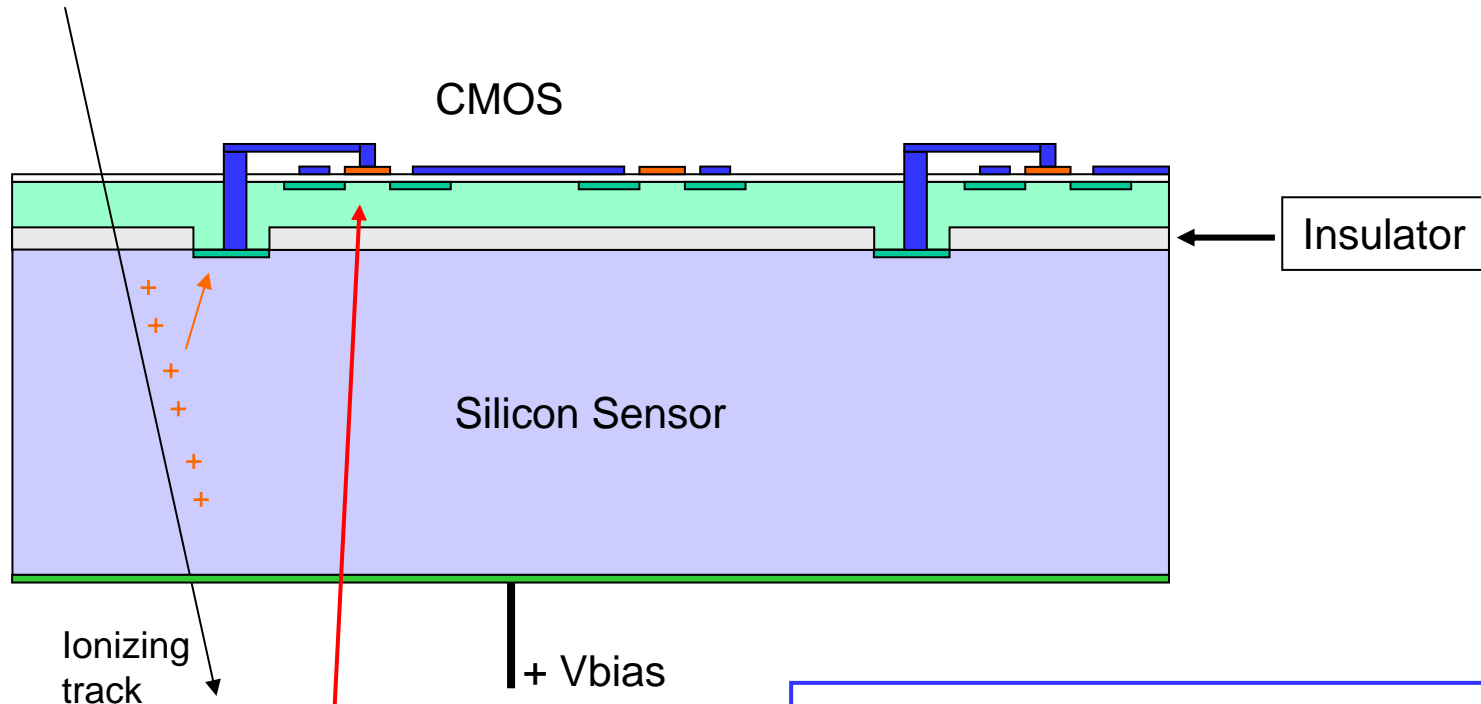 CMOS
Insulator
+
+
+
+
+
+
Silicon Sensor
Ionizing
track
+ Vbias